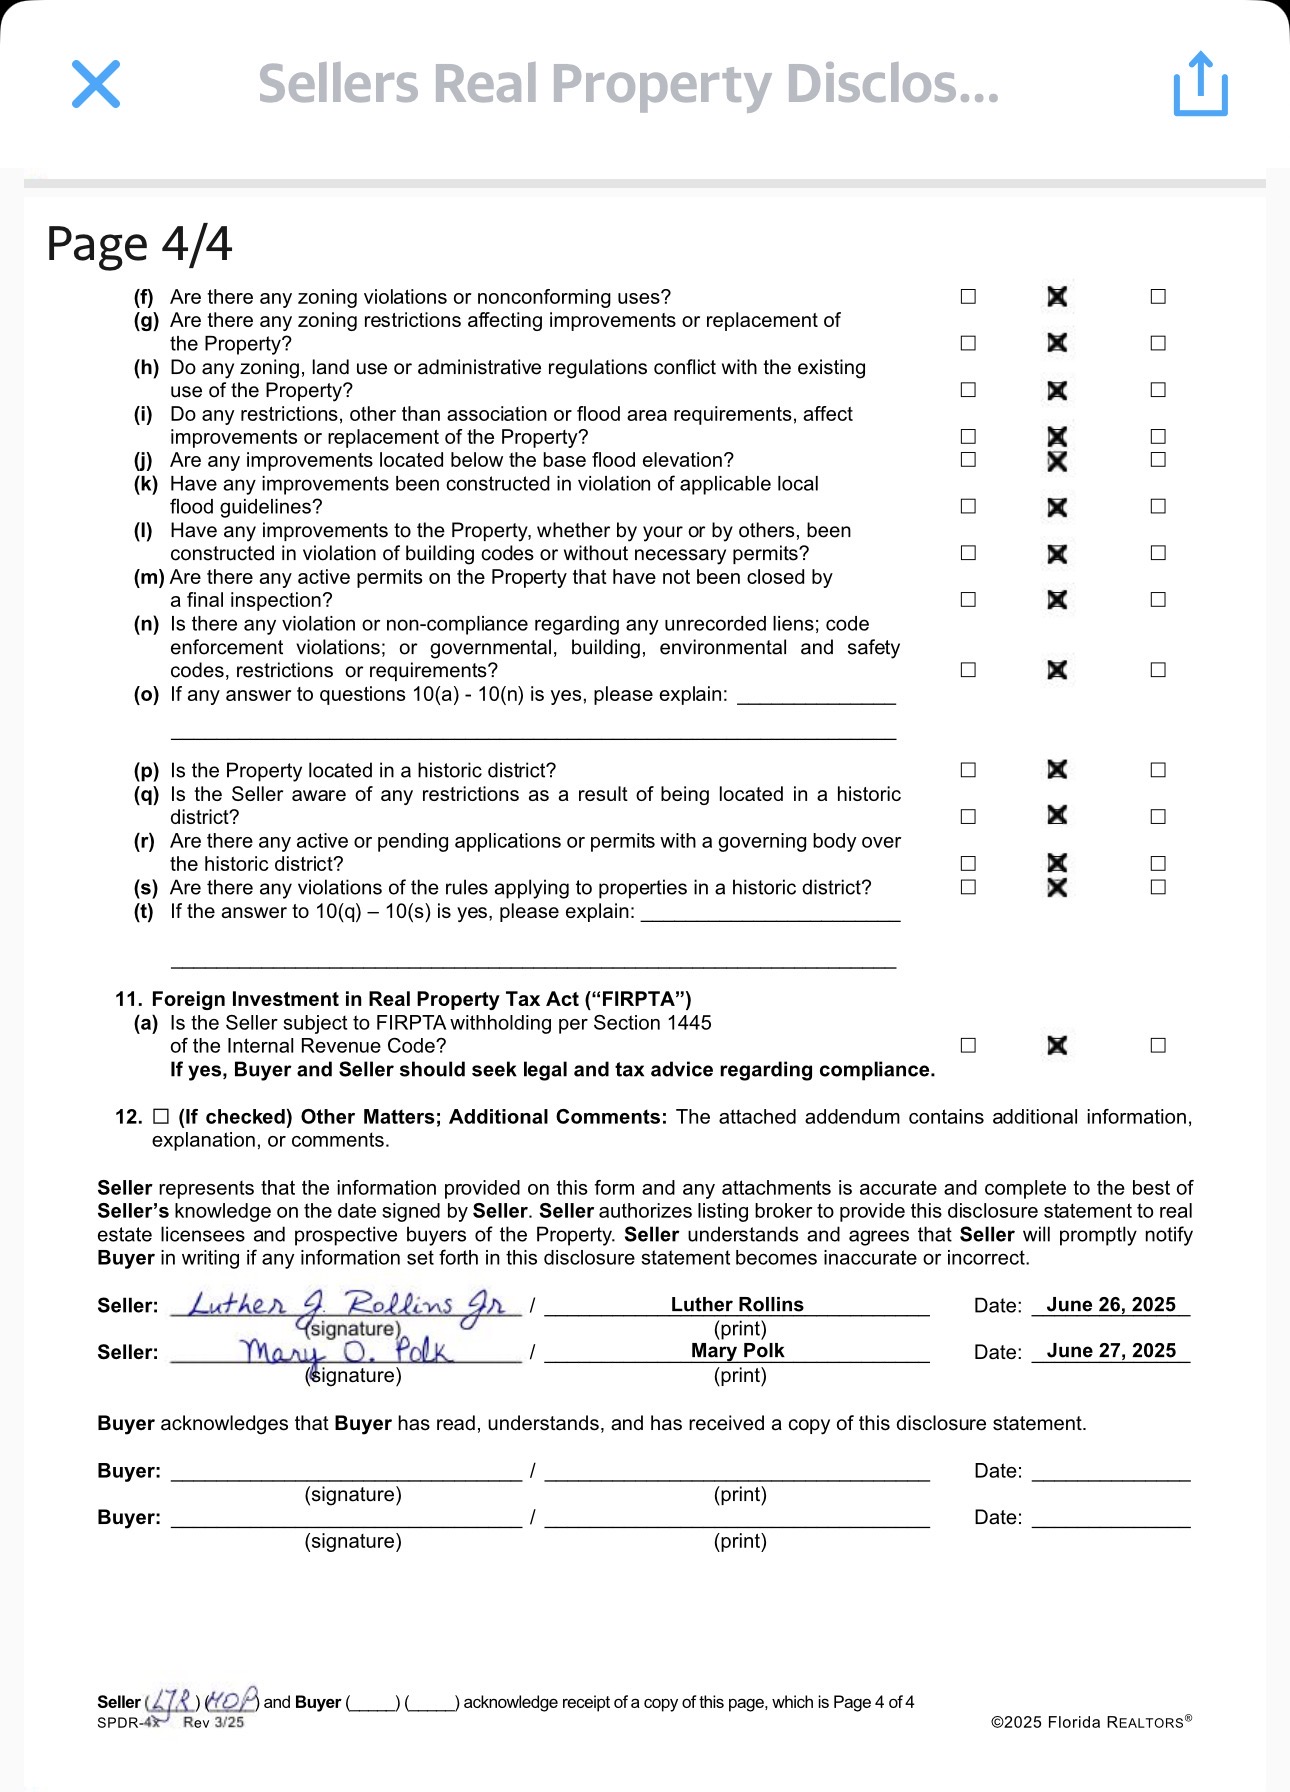 Sellers Real Property Disclos...
Page 4/4
(f) Are there any zoning violations or nonconforming uses? ☐ ☒ ☐
(g) Are there any zoning restrictions affecting improvements or replacement of
the Property? ☐ ☒ ☐
(h) Do any zoning, land use or administrative regulations conflict with the existing
use of the Property? ☐ ☒ ☐
(i) Do any restrictions, other than association or flood area requirements, affect
improvements or replacement of the Property? ☐ ☒ ☐
(j) Are any improvements located below the base flood elevation? ☐ ☒ ☐
(k) Have any improvements been constructed in violation of applicable local
flood guidelines? ☐ ☒ ☐
(l) Have any improvements to the Property, whether by your or by others, been
constructed in violation of building codes or without necessary permits? ☐ ☒ ☐
(m) Are there any active permits on the Property that have not been closed by
a final inspection? ☐ ☒ ☐
(n) Is there any violation or non-compliance regarding any unrecorded liens; code
enforcement violations; or governmental, building, environmental and safety
codes, restrictions or requirements? ☐ ☒ ☐
(o) If any answer to questions 10(a) - 10(n) is yes, please explain: ______________
(p) Is the Property located in a historic district? ☐ ☒ ☐
(q) Is the Seller aware of any restrictions as a result of being located in a historic
district? ☐ ☒ ☐
(r) Are there any active or pending applications or permits with a governing body over
the historic district? ☐ ☒ ☐
(s) Are there any violations of the rules applying to properties in a historic district? ☐ ☒ ☐
(t) If the answer to 10(q) – 10(s) is yes, please explain: ______________
11. Foreign Investment in Real Property Tax Act (“FIRPTA”)
(a) Is the Seller subject to FIRPTA withholding per Section 1445
of the Internal Revenue Code? ☐ ☒ ☐
If yes, Buyer and Seller should seek legal and tax advice regarding compliance.
12. ☐ (If checked) Other Matters; Additional Comments: The attached addendum contains additional information,
explanation, or comments.
Seller represents that the information provided on this form and any attachments is accurate and complete to the best of
Seller’s knowledge on the date signed by Seller. Seller authorizes listing broker to provide this disclosure statement to real
estate licensees and prospective buyers of the Property. Seller understands and agrees that Seller will promptly notify
Buyer in writing if any information set forth in this disclosure statement becomes inaccurate or incorrect.
Seller: Luther J. Rollins Jr / Luther Rollins Date: June 26, 2025
(signature) (print)
Seller: Mary O. Polk / Mary Polk Date: June 27, 2025
(signature) (print)
Buyer acknowledges that Buyer has read, understands, and has received a copy of this disclosure statement.
Buyer: ______________ / ______________ Date: ______________
(signature) (print)
Buyer: ______________ / ______________ Date: ______________
(signature) (print)
Seller (LJR) (MOP) and Buyer (_____) (_____) acknowledge receipt of a copy of this page, which is Page 4 of 4
SPDR-4x Rev 3/25 ©2025 Florida REALTORS®